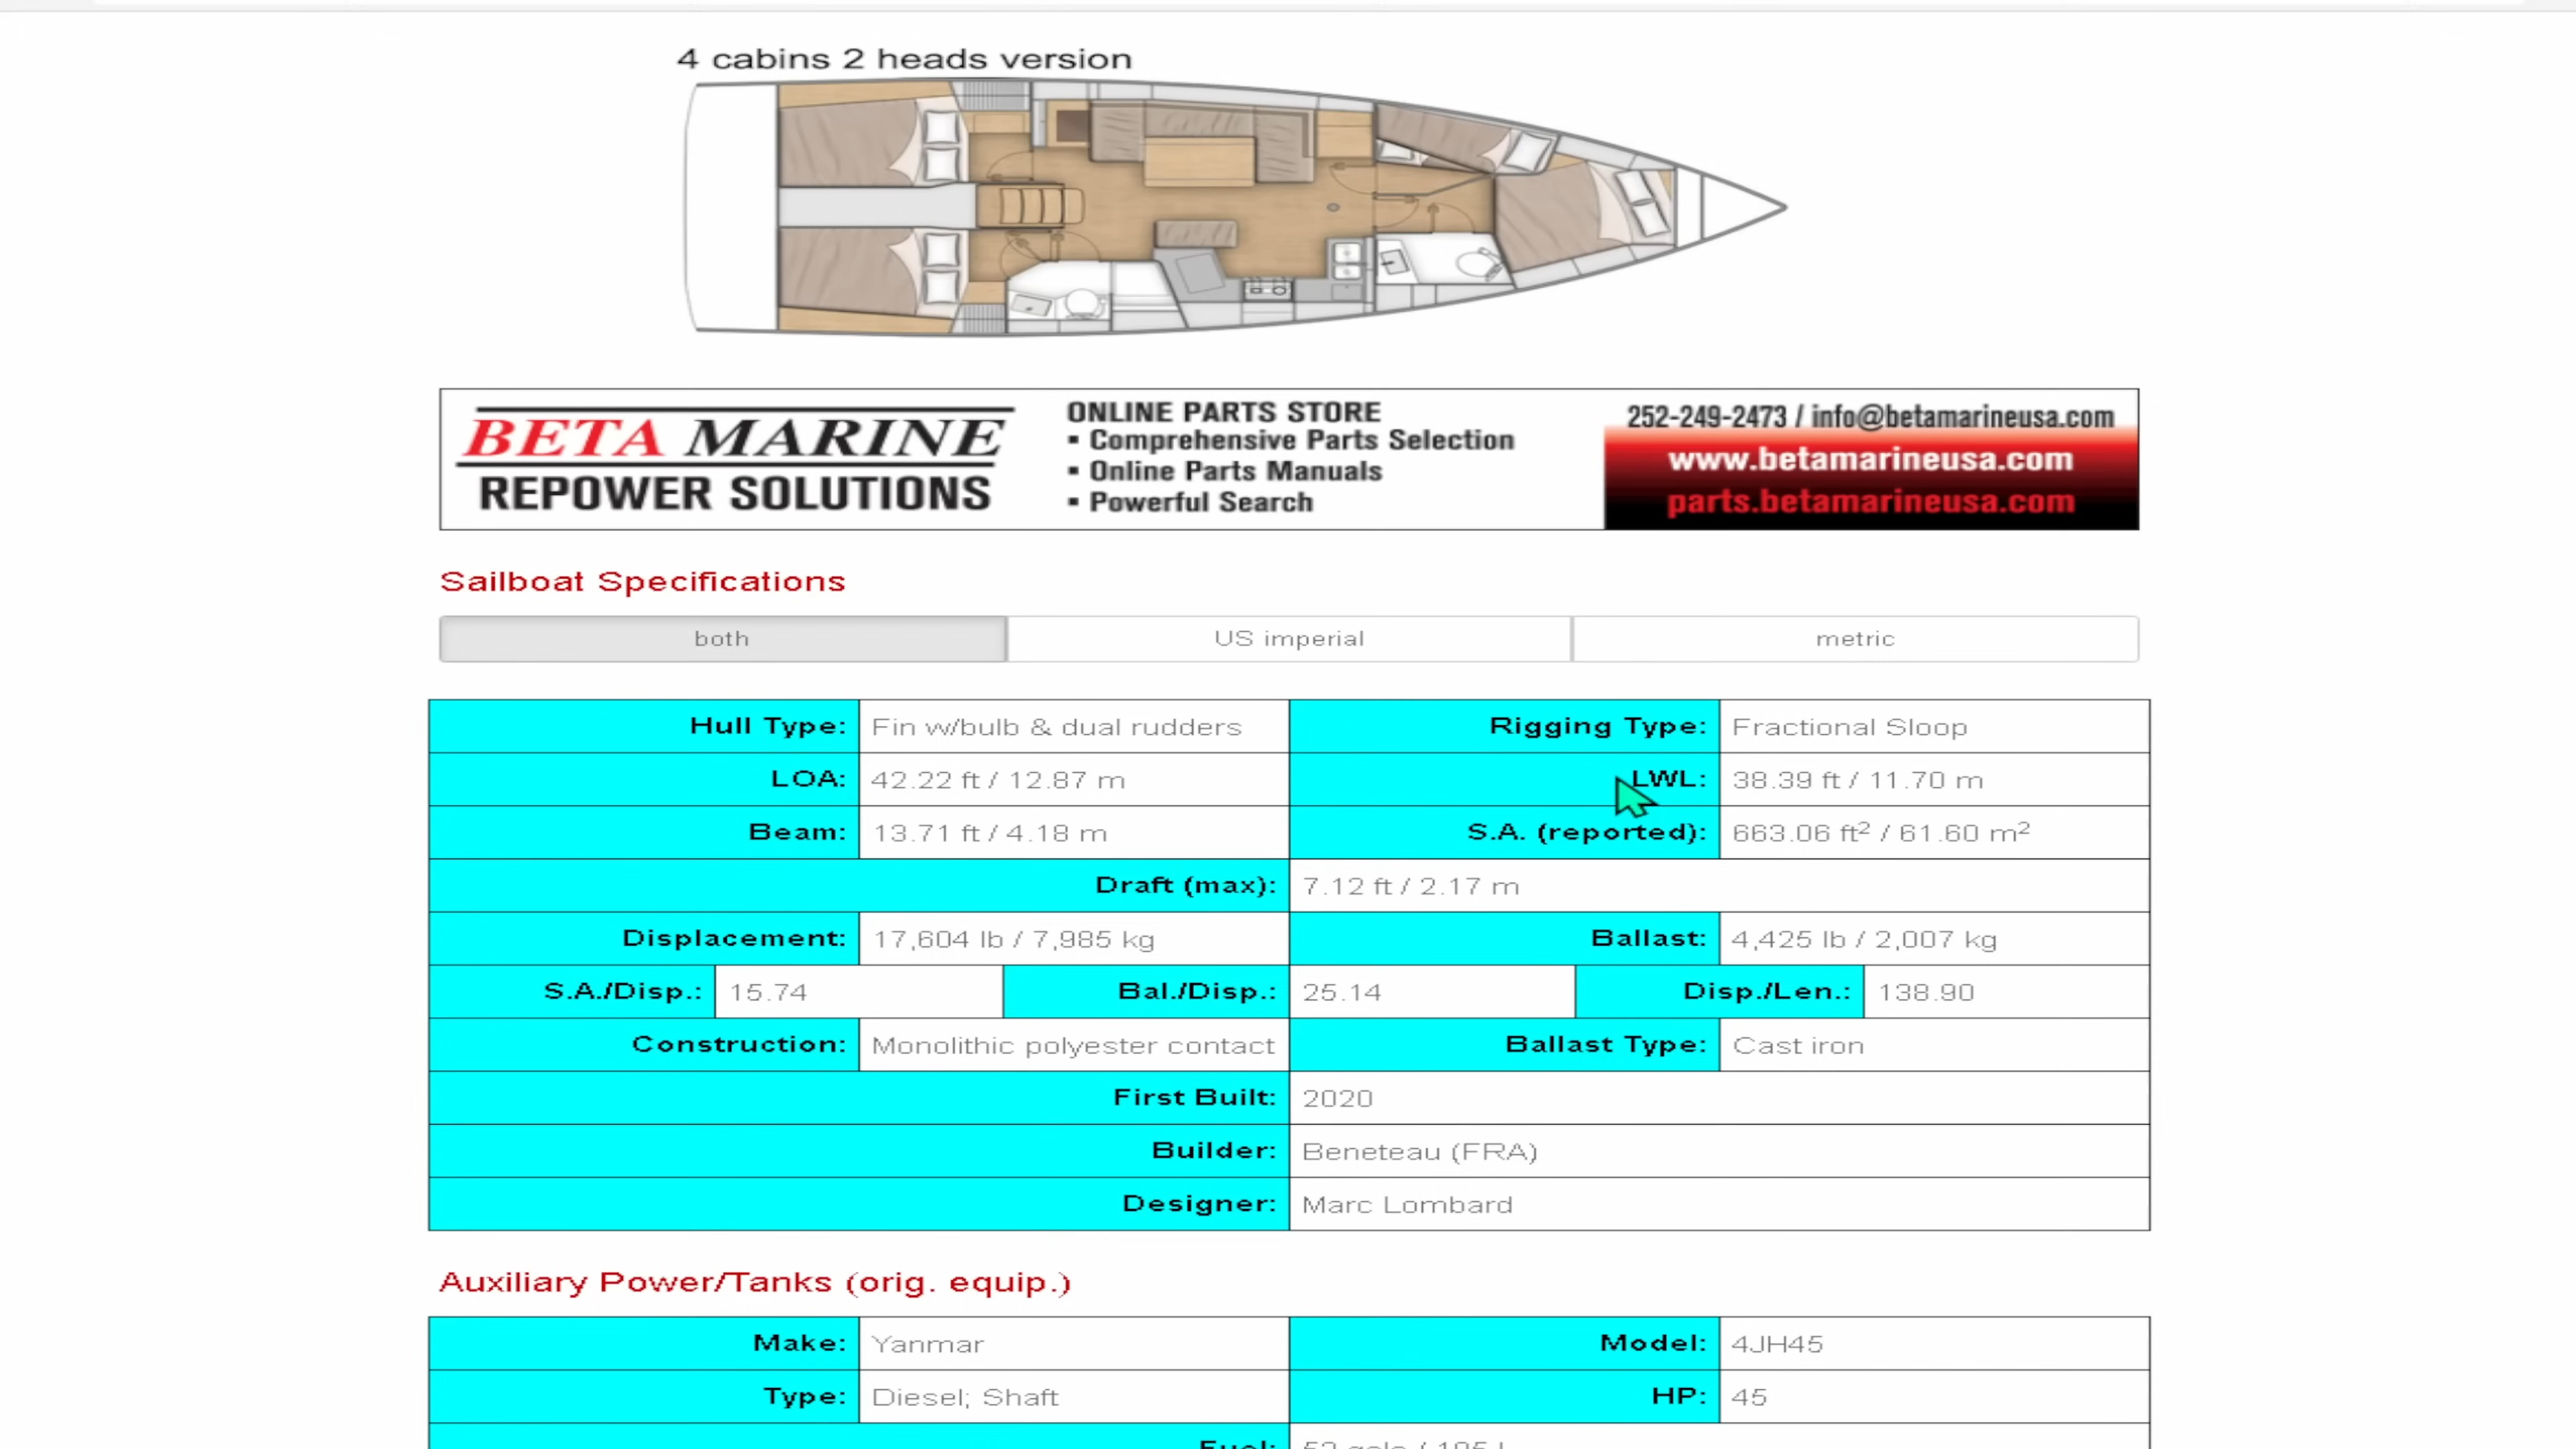 4 cabins 2 heads version
BETA MARINE
REPOWER SOLUTIONS
ONLINE PARTS STORE
▪ Comprehensive Parts Selection
▪ Online Parts Manuals
▪ Powerful Search
252-249-2473 / info@betamarineusa.com
www.betamarineusa.com
parts.betamarineusa.com
Sailboat Specifications
both US imperial metric
Hull Type: Fin w/bulb & dual rudders Rigging Type: Fractional Sloop
LOA: 42.22 ft / 12.87 m LWL: 38.39 ft / 11.70 m
Beam: 13.71 ft / 4.18 m S.A. (reported): 663.06 ft² / 61.60 m²
Draft (max): 7.12 ft / 2.17 m
Displacement: 17,604 lb / 7,985 kg Ballast: 4,425 lb / 2,007 kg
S.A./Disp.: 15.74 Bal./Disp.: 25.14 Disp./Len.: 138.90
Construction: Monolithic polyester contact Ballast Type: Cast iron
First Built: 2020
Builder: Beneteau (FRA)
Designer: Marc Lombard
Auxiliary Power/Tanks (orig. equip.)
Make: Yanmar Model: 4JH45
Type: Diesel; Shaft HP: 45
Fuel: